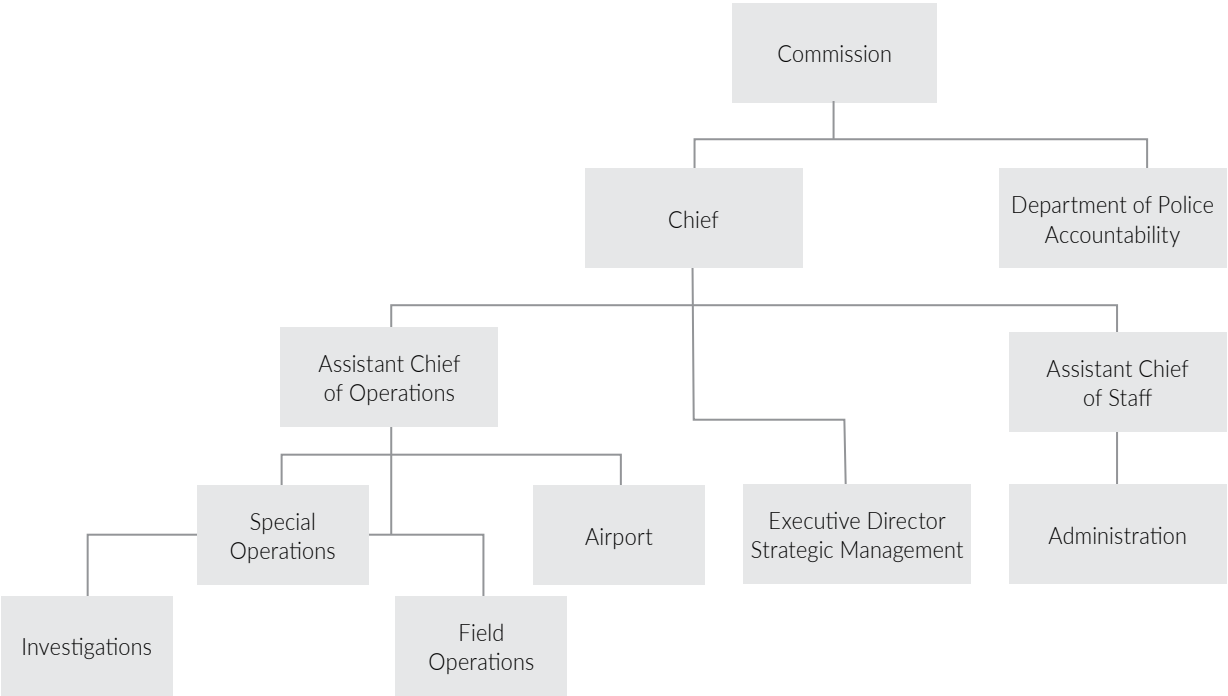 Commission
Chief
Department of Police
Accountability
Assistant Chief
of Operations
Assistant Chief
of Staff
Special
Operations
Airport
Executive Director
Strategic Management
Administration
Investigations
Field
Operations